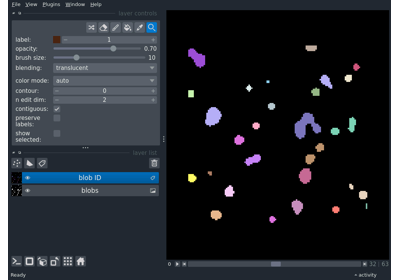 File View Plugins Window Help
layer controls
label: 1
opacity: 0.70
brush size: 10
blending: translucent
color mode: auto
contour: 0
n edit dim: 2
contiguous:
preserve
labels:
show
selected:
layer list
blob ID
blobs
32 63
Ready
activity